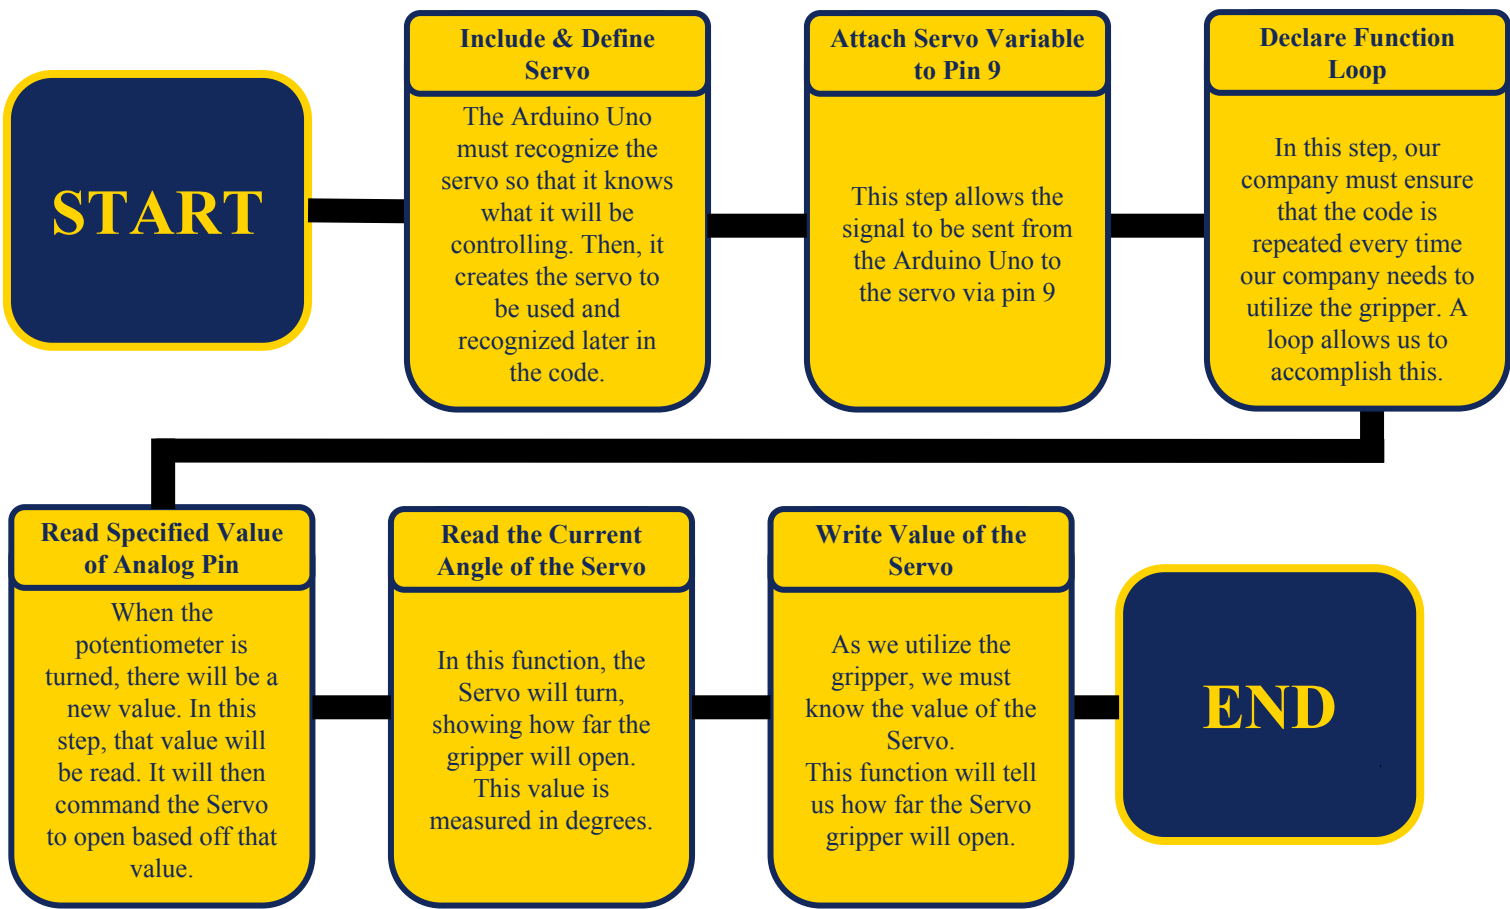 START
Include & Define
Servo
The Arduino Uno
must recognize the
servo so that it knows
what it will be
controlling. Then, it
creates the servo to
be used and
recognized later in
the code.
Attach Servo Variable
to Pin 9
This step allows the
signal to be sent from
the Arduino Uno to
the servo via pin 9
Declare Function
Loop
In this step, our
company must ensure
that the code is
repeated every time
our company needs to
utilize the gripper. A
loop allows us to
accomplish this.
Read Specified Value
of Analog Pin
When the
potentiometer is
turned, there will be a
new value. In this
step, that value will
be read. It will then
command the Servo
to open based off that
value.
Read the Current
Angle of the Servo
In this function, the
Servo will turn,
showing how far the
gripper will open.
This value is
measured in degrees.
Write Value of the
Servo
As we utilize the
gripper, we must
know the value of the
Servo.
This function will tell
us how far the Servo
gripper will open.
END